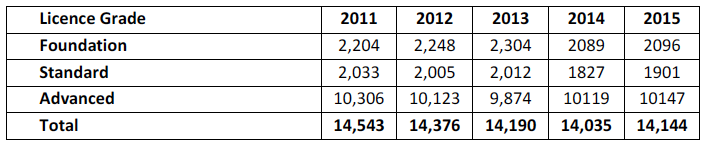 Licence Grade 2011 2012 2013 2014 2015
Foundation 2,204 2,248 2,304 2089 2096
Standard 2,033 2,005 2,012 1827 1901
Advanced 10,306 10,123 9,874 10119 10147
Total 14,543 14,376 14,190 14,035 14,144